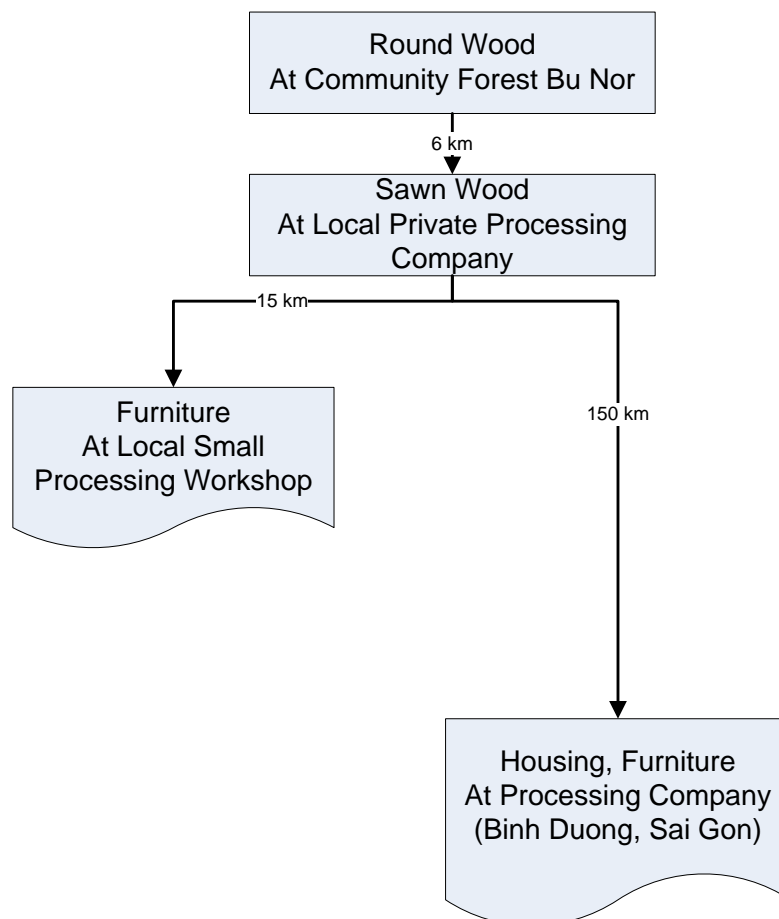 Round Wood
At Community Forest Bu Nor
6 km
Sawn Wood
At Local Private Processing
Company
15 km
Furniture
At Local Small
Processing Workshop
150 km
Housing, Furniture
At Processing Company
(Binh Duong, Sai Gon)